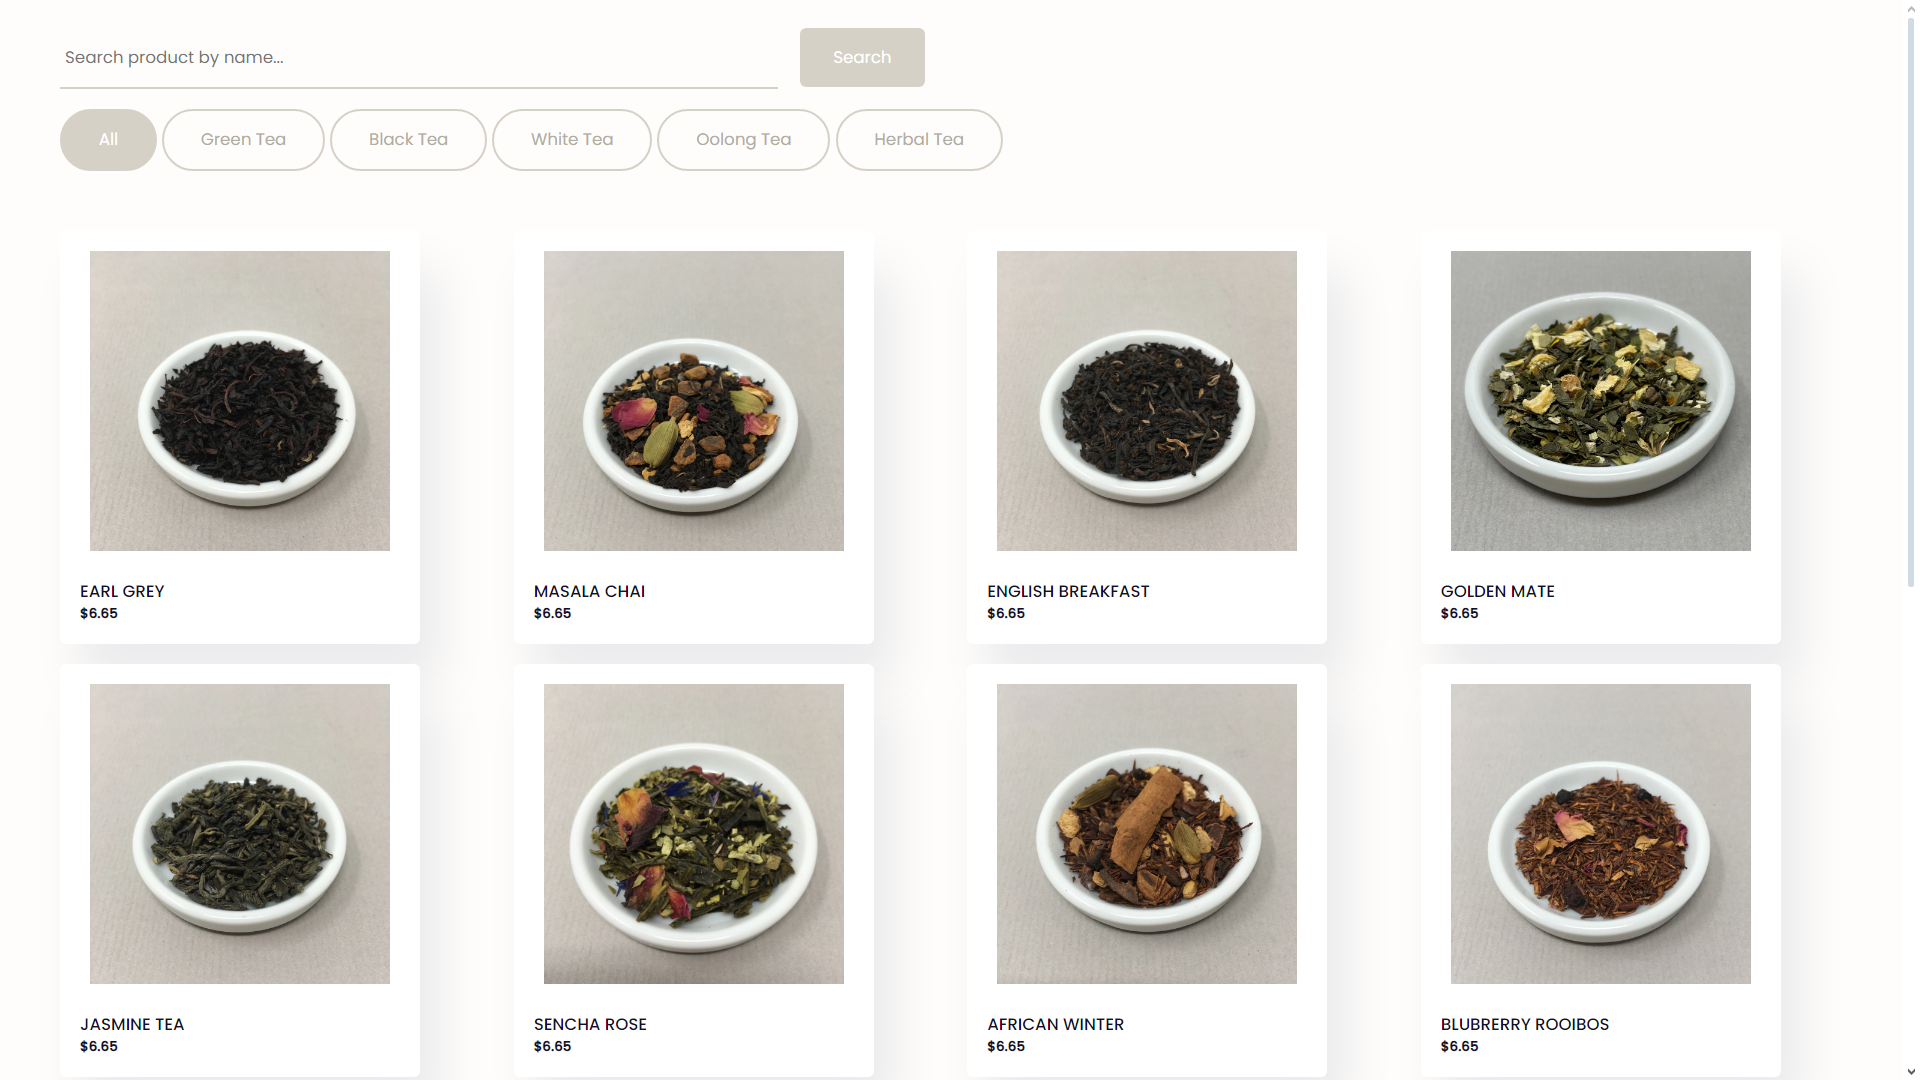 Search product by name...
Search
All
Green Tea
Black Tea
White Tea
Oolong Tea
Herbal Tea
EARL GREY
$6.65
MASALA CHAI
$6.65
ENGLISH BREAKFAST
$6.65
GOLDEN MATE
$6.65
JASMINE TEA
$6.65
SENCHA ROSE
$6.65
AFRICAN WINTER
$6.65
BLUBRERRY ROOIBOS
$6.65